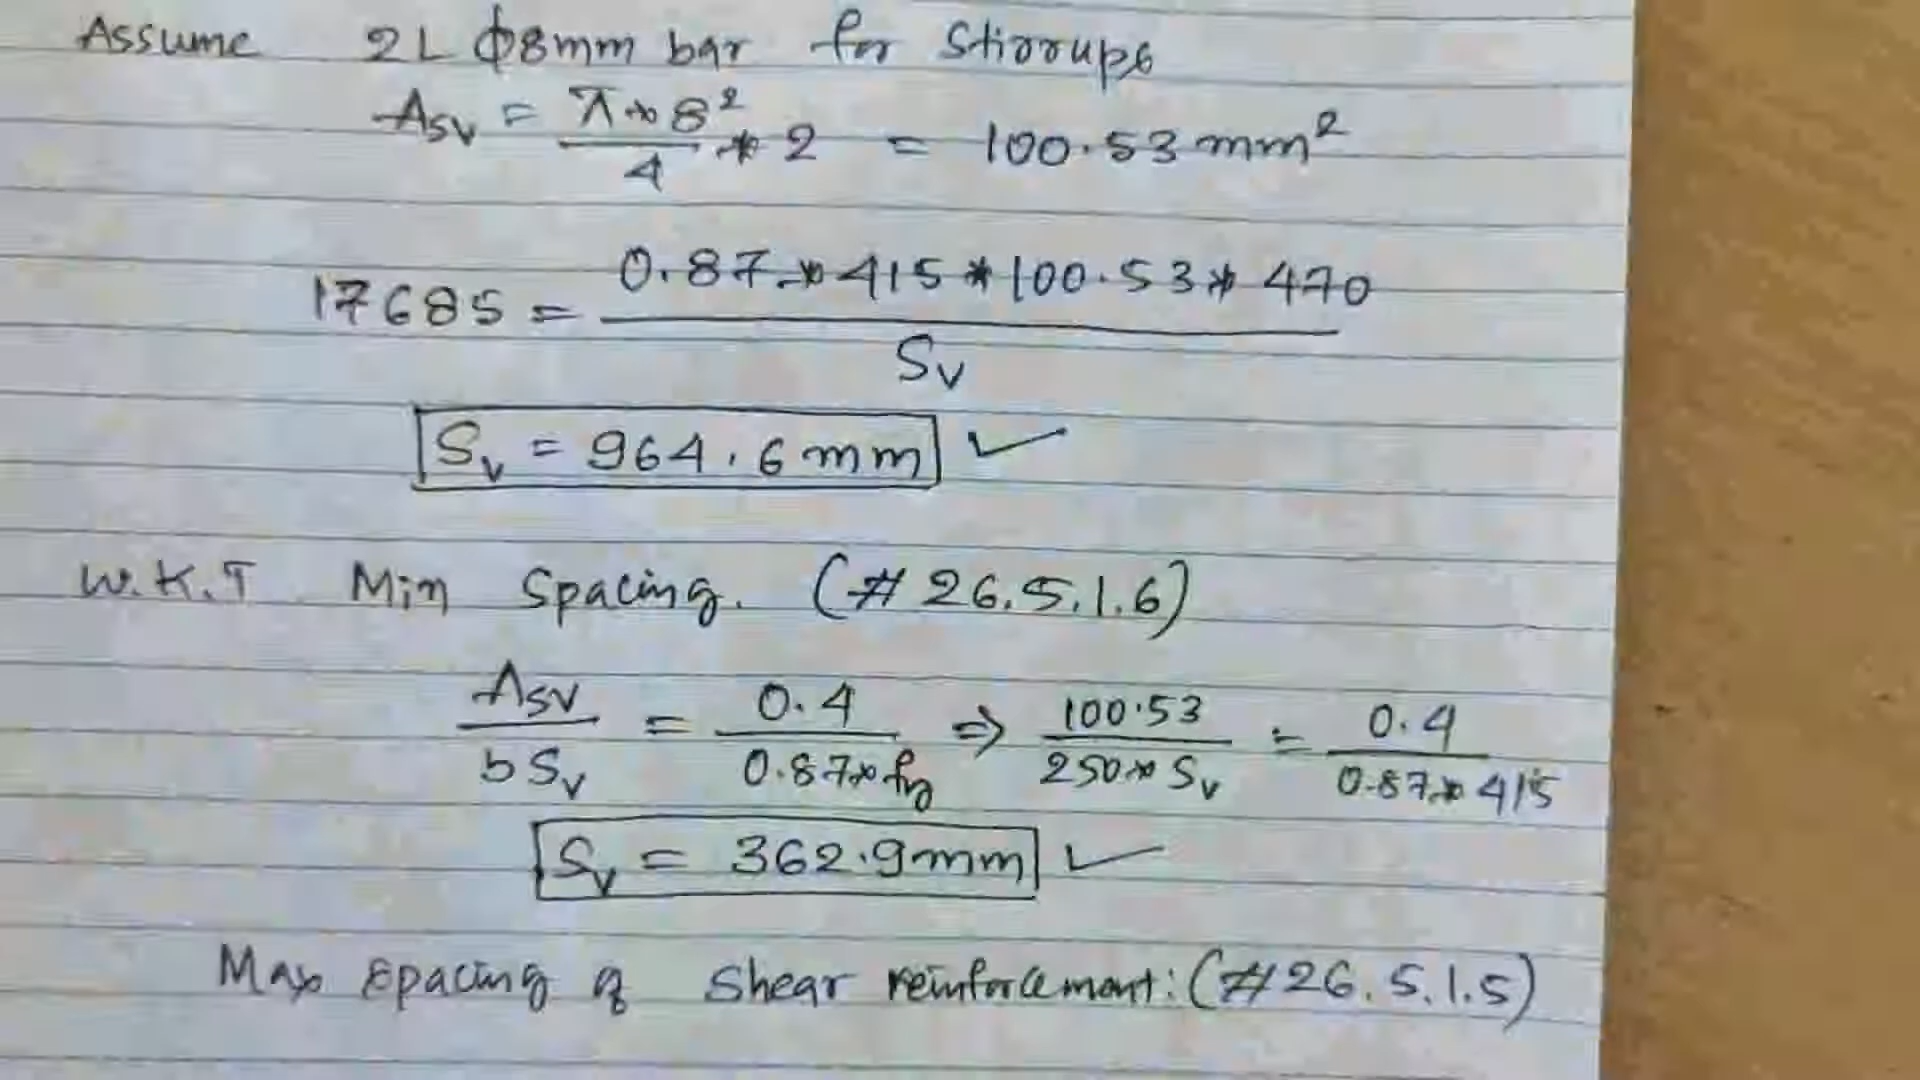 Assume 2L ϕ8mm bar for Stirrups
Asv = π*8²/4 * 2 = 100.53 mm²
17685 = 0.87*415*100.53*470/Sv
Sv = 964.6 mm ✓
W.K.T Min Spacing. (# 26.5.1.6)
Asv/bSv = 0.4/0.87*fy ⇒ 100.53/250*Sv = 0.4/0.87*415
Sv = 362.9mm ✓
Max Spacing of Shear reinforcement: (#26.5.1.5)